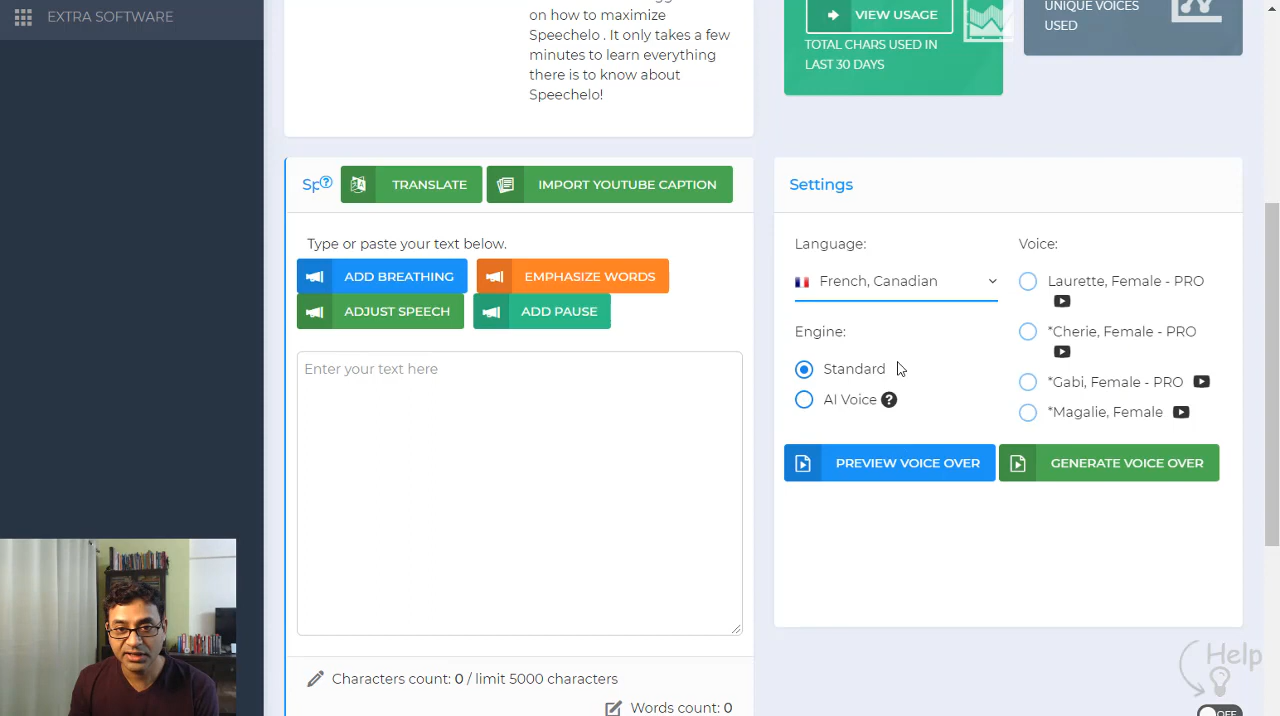 EXTRA SOFTWARE
on how to maximize
Speechelo . It only takes a few
minutes to learn everything
there is to know about
Speechelo!
VIEW USAGE
TOTAL CHARS USED IN
LAST 30 DAYS
UNIQUE VOICES
USED
Sp
TRANSLATE
IMPORT YOUTUBE CAPTION
Type or paste your text below.
ADD BREATHING
EMPHASIZE WORDS
ADJUST SPEECH
ADD PAUSE
Enter your text here
Characters count: 0 / limit 5000 characters
Words count: 0
Settings
Language:
French, Canadian
Engine:
Standard
AI Voice ?
Voice:
Laurette, Female - PRO
*Cherie, Female - PRO
*Gabi, Female - PRO
*Magalie, Female
PREVIEW VOICE OVER
GENERATE VOICE OVER
Help
OFF